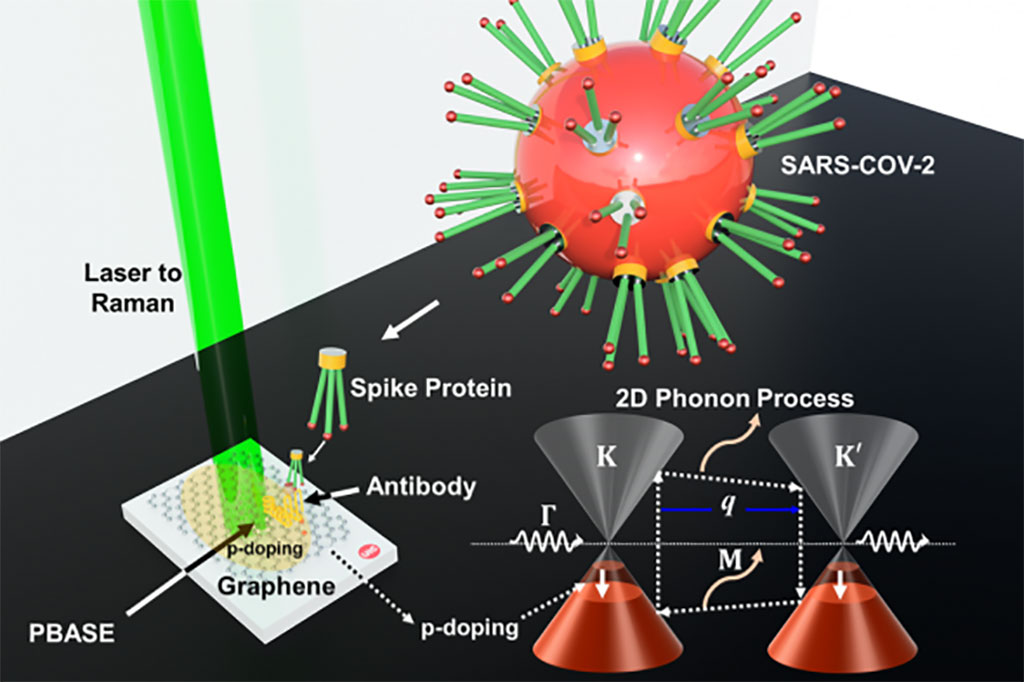 SARS-COV-2
Laser to
Raman
Spike Protein
2D Phonon Process
K
K′
Antibody
q
Γ
p-doping
M
Graphene
p-doping
PBASE